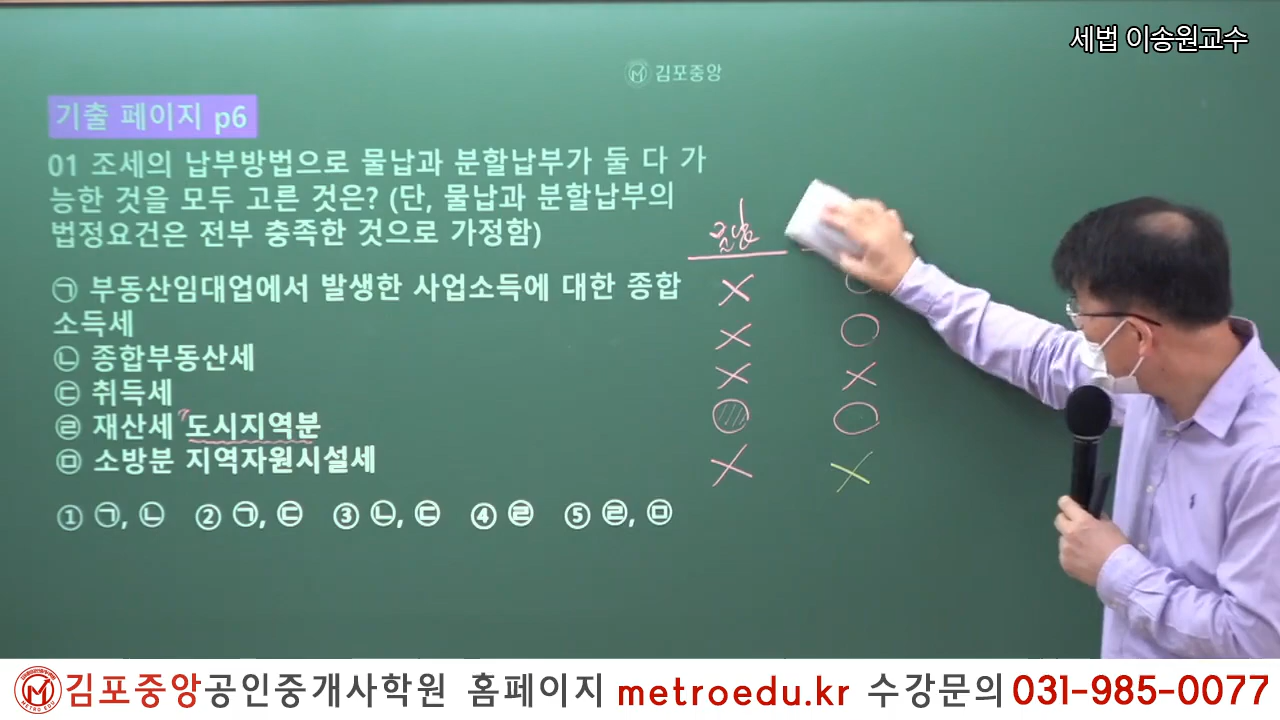 세법 이송원교수
김포중앙
기출 페이지 p6
01 조세의 납부방법으로 물납과 분할납부가 둘 다 가
능한 것을 모두 고른 것은? (단, 물납과 분할납부의
법정요건은 전부 충족한 것으로 가정함)
물납
㉠ 부동산임대업에서 발생한 사업소득에 대한 종합
소득세
㉡ 종합부동산세
㉢ 취득세
㉣ 재산세 도시지역분
㉤ 소방분 지역자원시설세
① ㉠, ㉡ ② ㉠, ㉢ ③ ㉡, ㉢ ④ ㉣ ⑤ ㉣, ㉤
김포중앙공인중개사학원 홈페이지 metroedu.kr 수강문의 031-985-0077